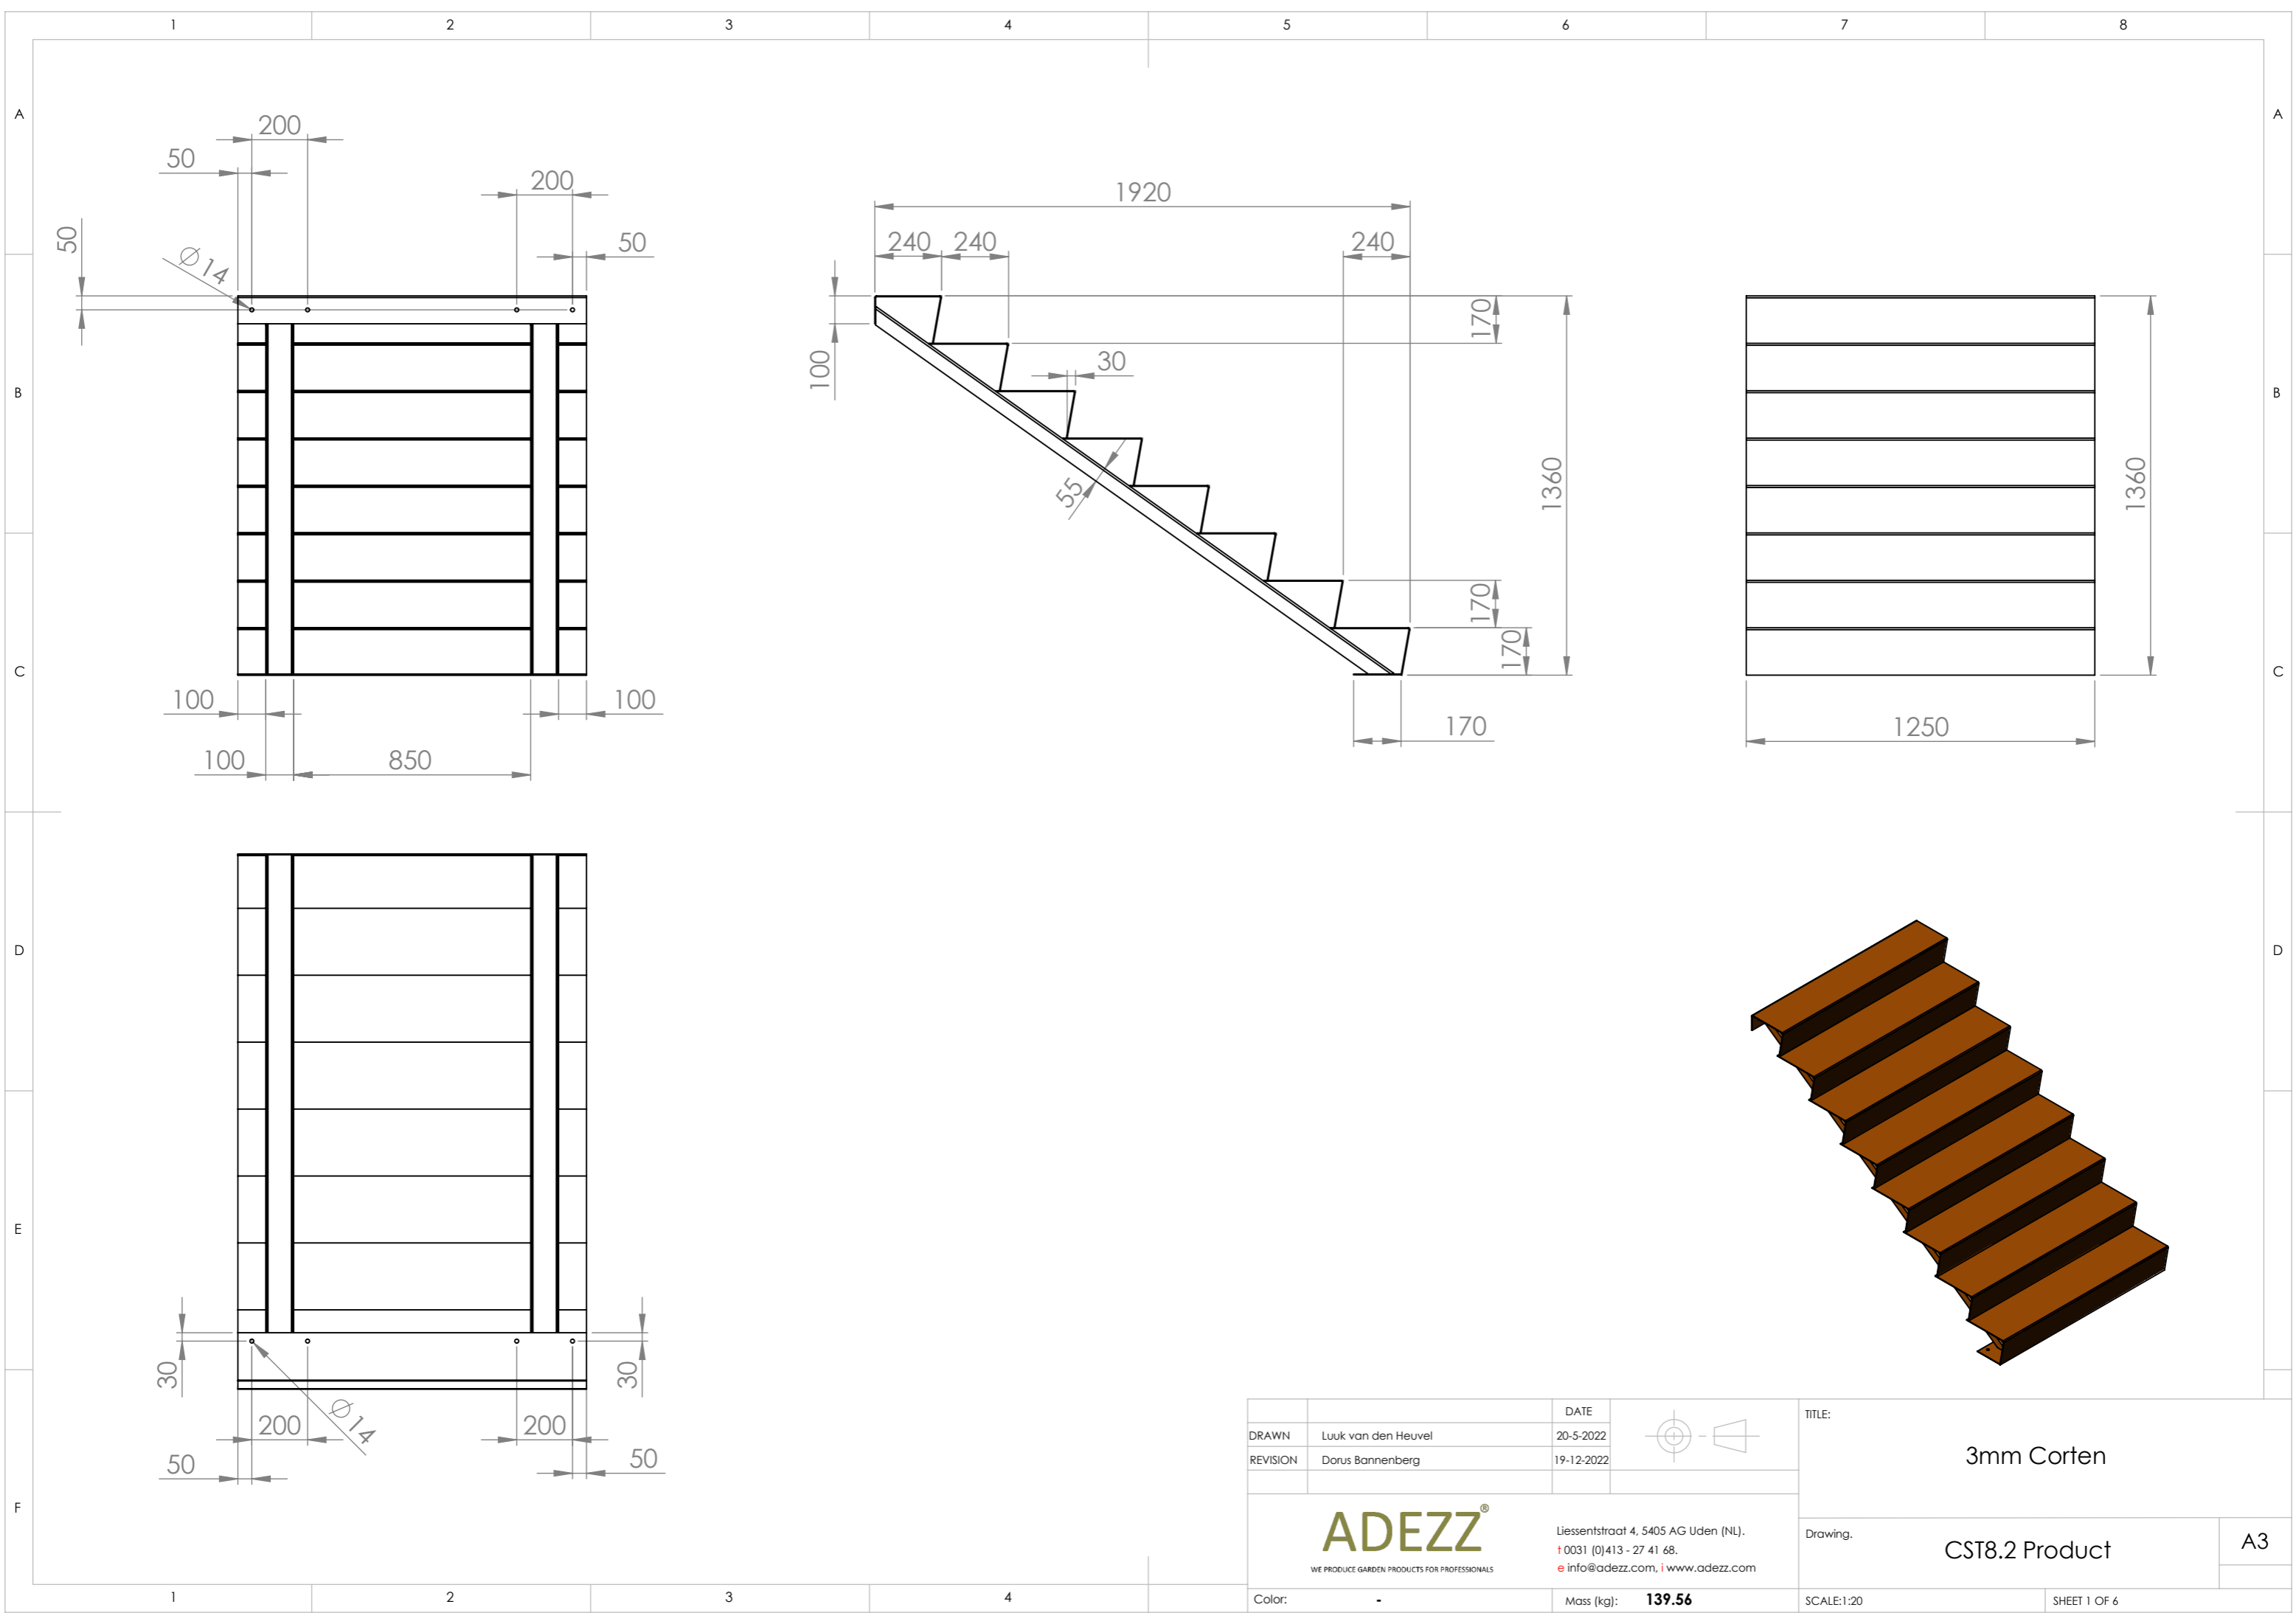 1 2 3 4 5 6 7 8
A A
200
50
200
50
50
Ø14
1920
240 240 240
170
100
30
55
1360
1360
B B
170
170
C C
100 100
100 850
170
1250
D D
E E
30 30
Ø14
200 200
50 50
F
DATE
DRAWN Luuk van den Heuvel 20-5-2022
REVISION Dorus Bannenberg 19-12-2022
TITLE:
3mm Corten
ADEZZ®
WE PRODUCE GARDEN PRODUCTS FOR PROFESSIONALS
Liessentstraat 4, 5405 AG Uden (NL).
t 0031 (0)413 - 27 41 68.
e info@adezz.com, i www.adezz.com
Drawing.
CST8.2 Product
A3
Color: -
Mass (kg): 139.56
SCALE:1:20
SHEET 1 OF 6
1 2 3 4